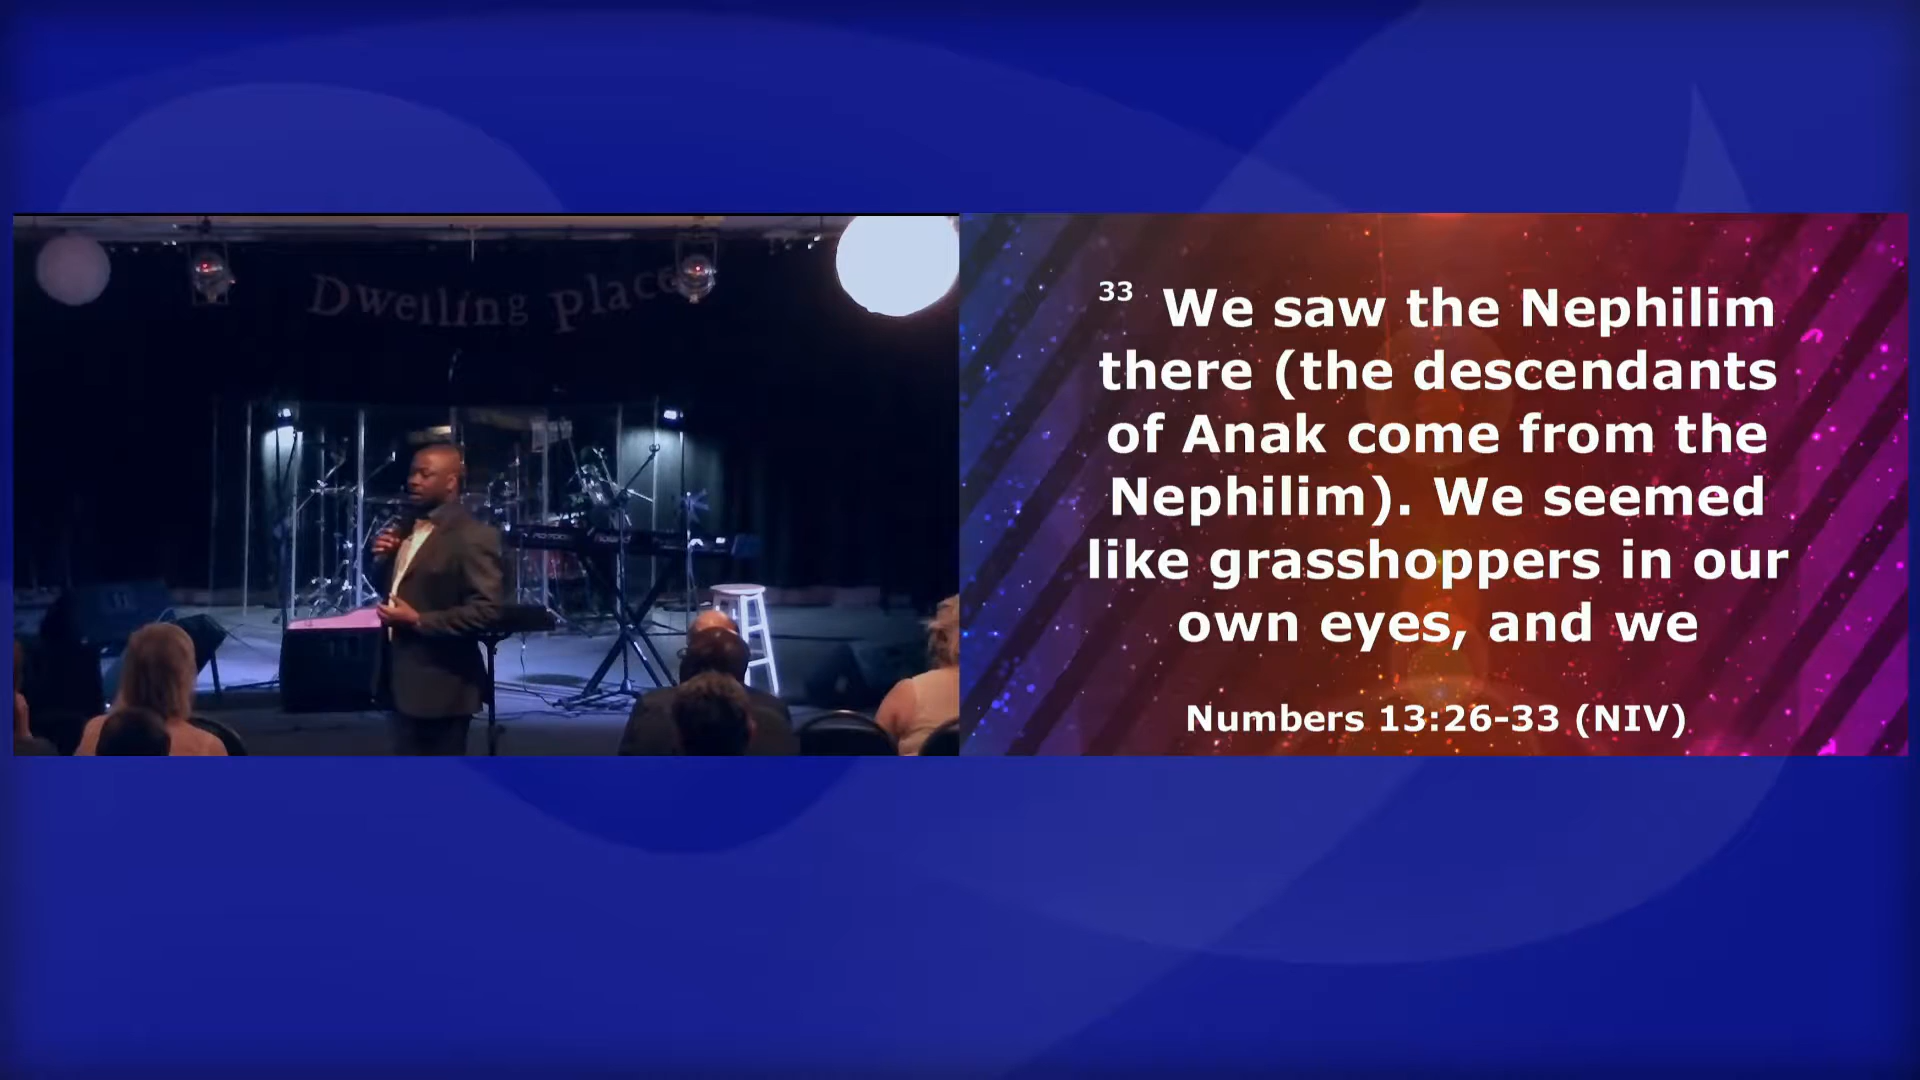 Dwelling place
33 We saw the Nephilim
there (the descendants
of Anak come from the
Nephilim). We seemed
like grasshoppers in our
own eyes, and we
Numbers 13:26-33 (NIV)